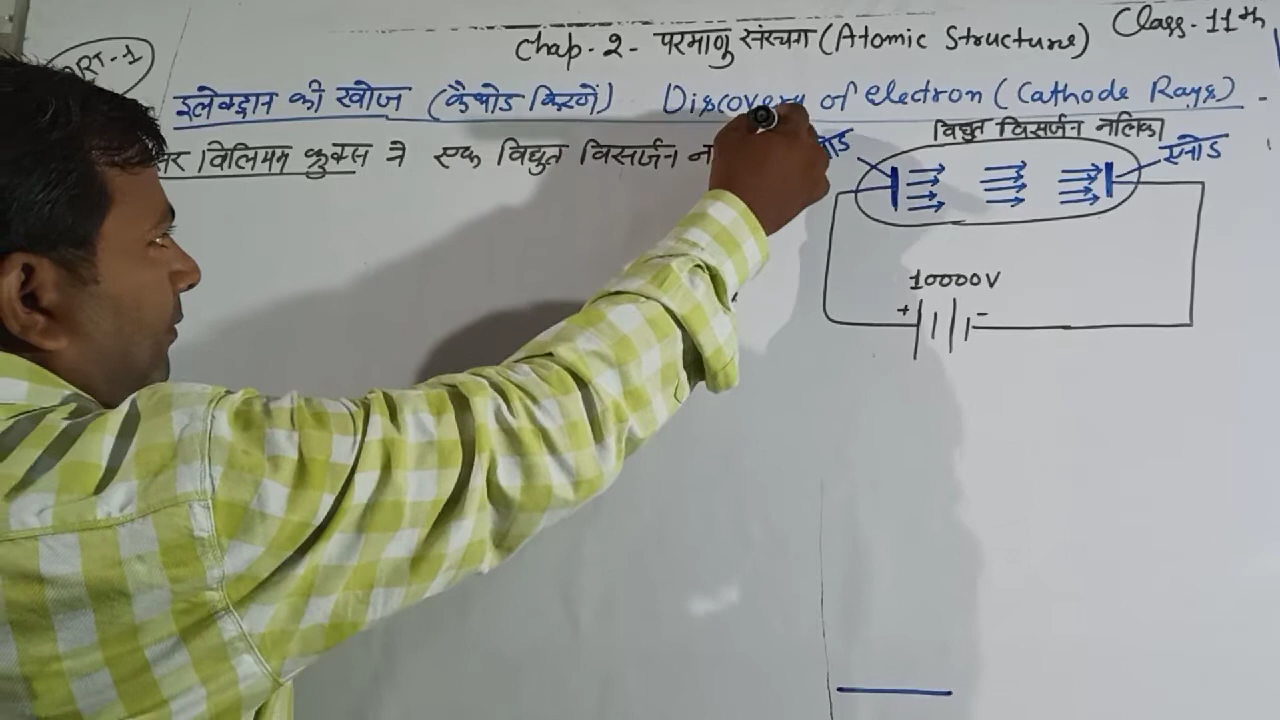 Chap.-2- परमाणु संरचना (Atomic Structure) Class-11th
PART-1
इलेक्ट्रान की खोज (कैथोड किरणें) Discovery of electron (Cathode Rays) -
सर विलियम क्रुक्स ने एक विद्युत विसर्जन न
विद्युत विसर्जन नलिका
एनोड
10000V
+ -